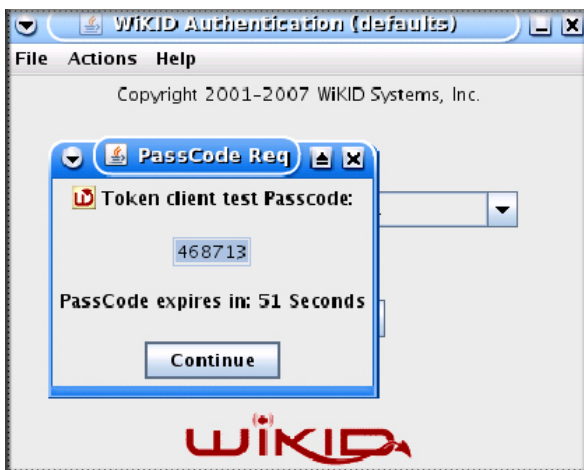 WiKID Authentication (defaults)
File Actions Help
Copyright 2001-2007 WiKID Systems, Inc.
PassCode Req
Token client test Passcode:
468713
PassCode expires in: 51 Seconds
Continue
WiKID